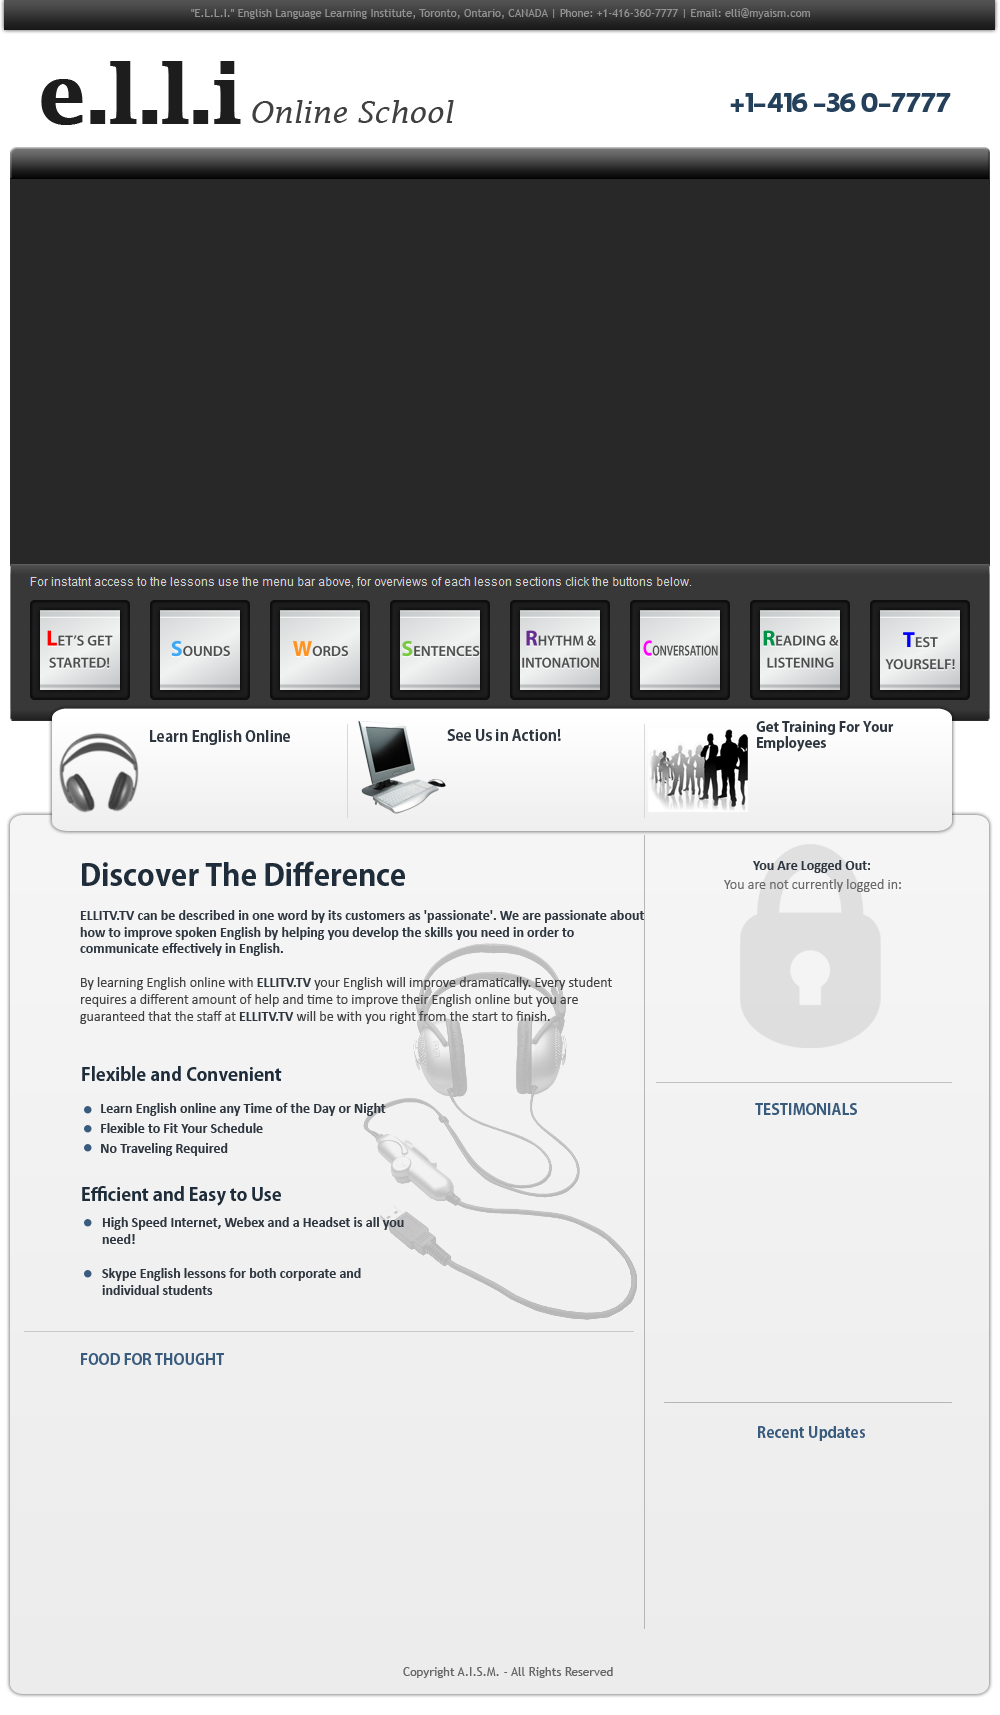 "E.L.L.I." English Language Learning Institute, Toronto, Ontario, CANADA | Phone: +1-416-360-7777 | Email: elli@myaism.com
e.l.l.i Online School
+1-416 -36 0-7777
For instatnt access to the lessons use the menu bar above, for overviews of each lesson sections click the buttons below.
LET'S GET
STARTED!
SOUNDS
WORDS
SENTENCES
RHYTHM &
INTONATION
CONVERSATION
READING &
LISTENING
TEST
YOURSELF!
Learn English Online
See Us in Action!
Get Training For Your
Employees
Discover The Difference
ELLITV.TV can be described in one word by its customers as 'passionate'. We are passionate about
how to improve spoken English by helping you develop the skills you need in order to
communicate effectively in English.
By learning English online with ELLITV.TV your English will improve dramatically. Every student
requires a different amount of help and time to improve their English online but you are
guaranteed that the staff at ELLITV.TV will be with you right from the start to finish.
Flexible and Convenient
Learn English online any Time of the Day or Night
Flexible to Fit Your Schedule
No Traveling Required
Efficient and Easy to Use
High Speed Internet, Webex and a Headset is all you
need!
Skype English lessons for both corporate and
individual students
FOOD FOR THOUGHT
You Are Logged Out:
You are not currently logged in:
TESTIMONIALS
Recent Updates
Copyright A.I.S.M. - All Rights Reserved